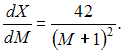 dX/dM = 42/(M + 1)².